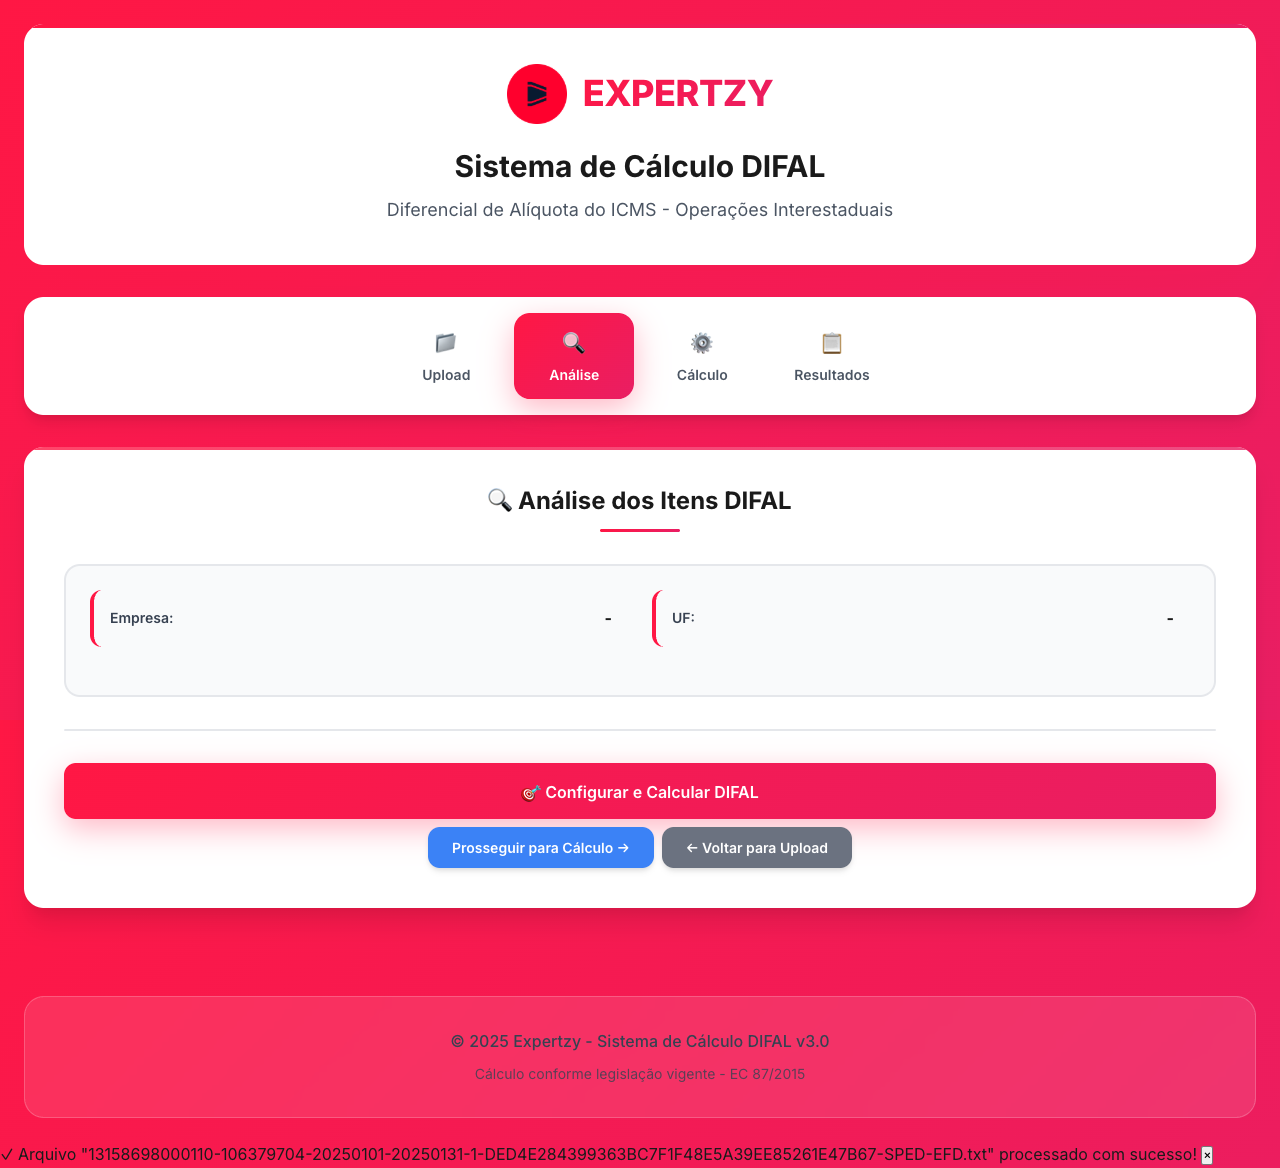 EXPERTZY
Sistema de Cálculo DIFAL
Diferencial de Alíquota do ICMS - Operações Interestaduais
Upload
Análise
Cálculo
Resultados
Análise dos Itens DIFAL
Empresa: -
UF: -
Configurar e Calcular DIFAL
Prosseguir para Cálculo →
← Voltar para Upload
© 2025 Expertzy - Sistema de Cálculo DIFAL v3.0
Cálculo conforme legislação vigente - EC 87/2015
✓ Arquivo "13158698000110-106379704-20250101-20250131-1-DED4E284399363BC7F1F48E5A39EE85261E47B67-SPED-EFD.txt" processado com sucesso! ×